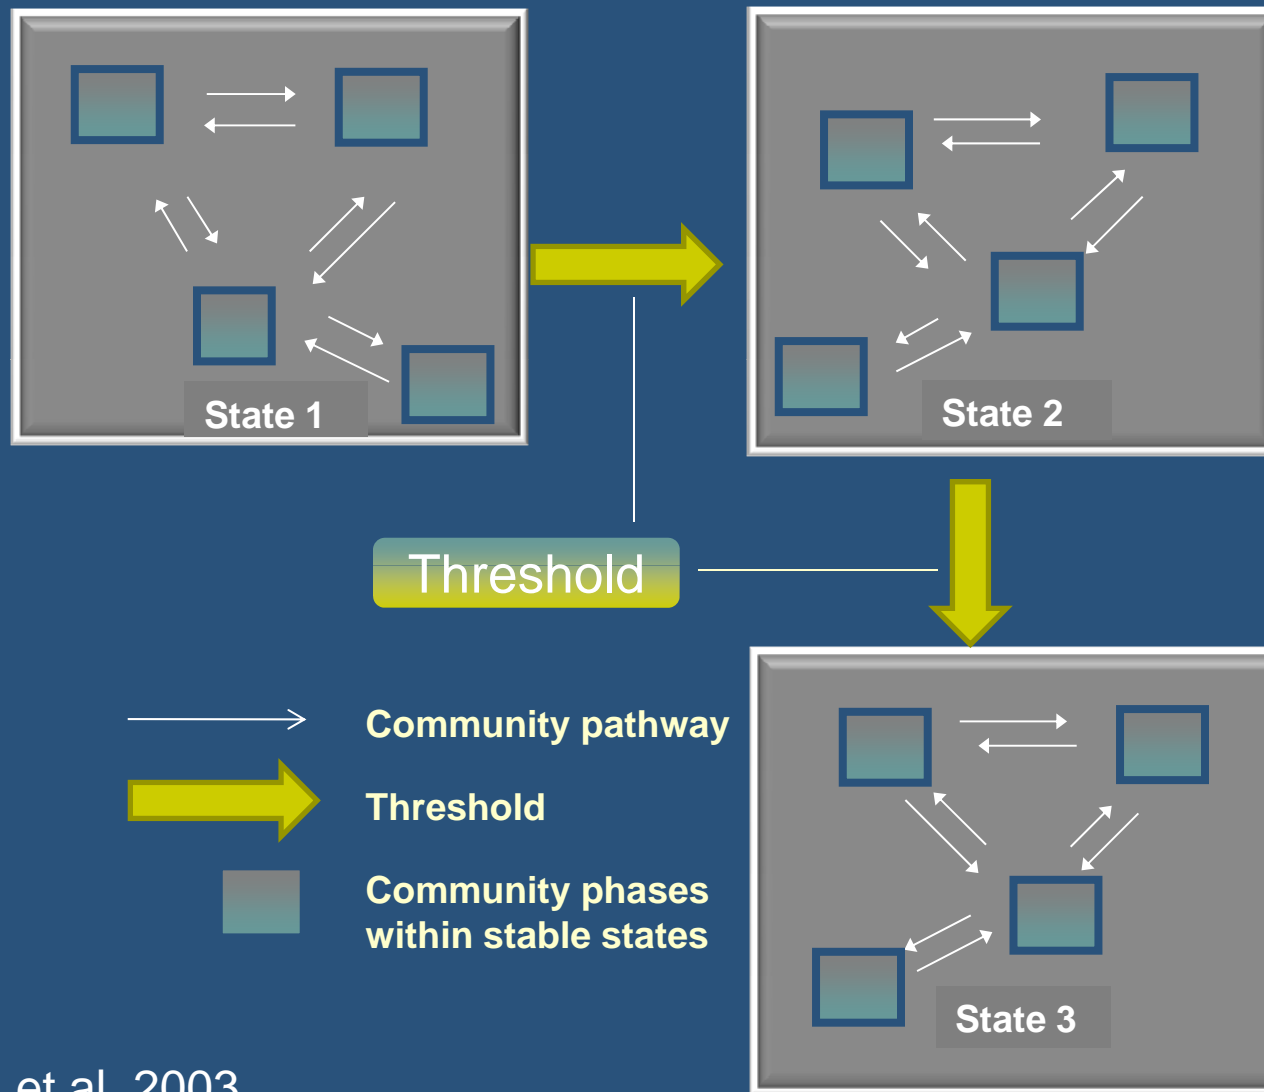 State 1
State 2
Threshold
Community pathway
Threshold
Community phases
within stable states
State 3
et al. 2003